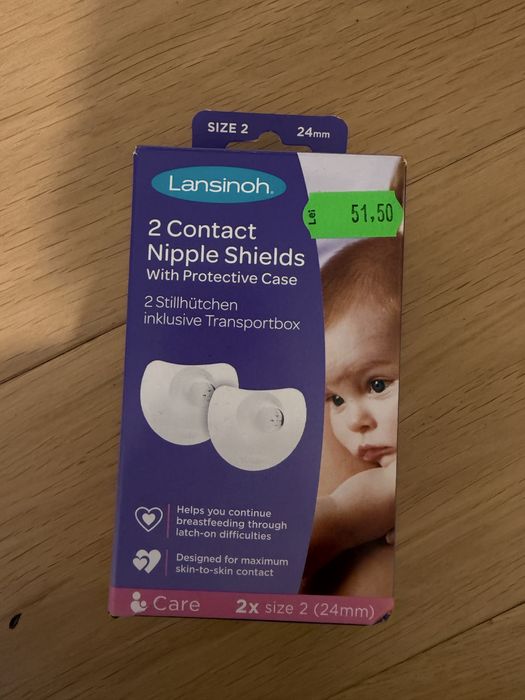 SIZE 2 24mm
Lansinoh®
Lei 51,50
2 Contact
Nipple Shields
With Protective Case
2 Stillhütchen
inklusive Transportbox
Helps you continue
breastfeeding through
latch-on difficulties
Designed for maximum
skin-to-skin contact
Care 2x size 2 (24mm)